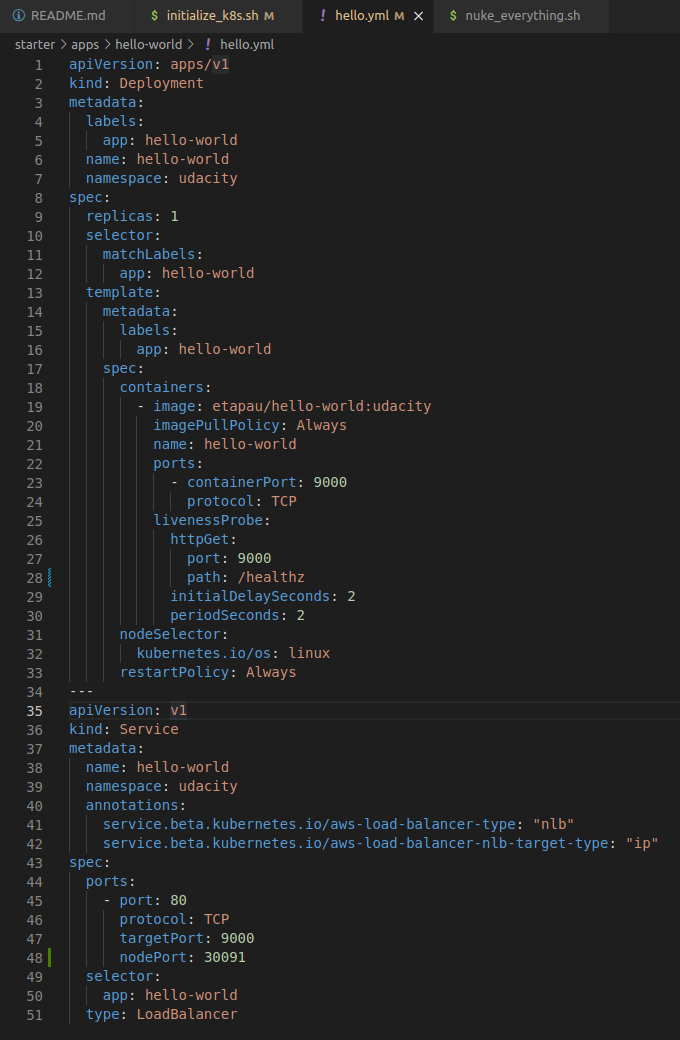 README.md $ initialize_k8s.sh M ! hello.yml M × $ nuke_everything.sh
starter > apps > hello-world > ! hello.yml
1 apiVersion: apps/v1
2 kind: Deployment
3 metadata:
4   labels:
5     app: hello-world
6   name: hello-world
7   namespace: udacity
8 spec:
9   replicas: 1
10   selector:
11     matchLabels:
12       app: hello-world
13   template:
14     metadata:
15       labels:
16         app: hello-world
17     spec:
18       containers:
19         - image: etapau/hello-world:udacity
20           imagePullPolicy: Always
21           name: hello-world
22           ports:
23             - containerPort: 9000
24               protocol: TCP
25           livenessProbe:
26             httpGet:
27               port: 9000
28               path: /healthz
29             initialDelaySeconds: 2
30             periodSeconds: 2
31       nodeSelector:
32         kubernetes.io/os: linux
33       restartPolicy: Always
34 ---
35 apiVersion: v1
36 kind: Service
37 metadata:
38   name: hello-world
39   namespace: udacity
40   annotations:
41     service.beta.kubernetes.io/aws-load-balancer-type: "nlb"
42     service.beta.kubernetes.io/aws-load-balancer-nlb-target-type: "ip"
43 spec:
44   ports:
45     - port: 80
46       protocol: TCP
47       targetPort: 9000
48       nodePort: 30091
49   selector:
50     app: hello-world
51   type: LoadBalancer